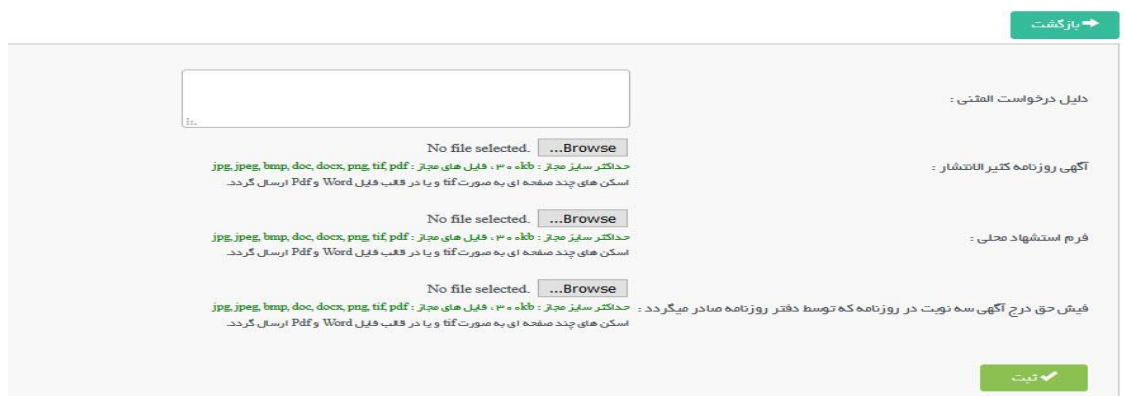 بازگشت
دلیل درخواست المثنی :
No file selected. Browse...
آگهی روزنامه کثیر الانتشار :
حداکثر سایز مجاز : ۳۰۰kb ، فایل های مجاز : jpg, jpeg, bmp, doc, docx, png, tif, pdf
اسکن های چند صفحه ای به صورت tif و یا در قالب فایل Word و Pdf ارسال گردد.
No file selected. Browse...
فرم استشهاد محلی :
حداکثر سایز مجاز : ۳۰۰kb ، فایل های مجاز : jpg, jpeg, bmp, doc, docx, png, tif, pdf
اسکن های چند صفحه ای به صورت tif و یا در قالب فایل Word و Pdf ارسال گردد.
No file selected. Browse...
فیش حق درج آگهی سه نوبت در روزنامه که توسط دفتر روزنامه صادر میگردد :
حداکثر سایز مجاز : ۳۰۰kb ، فایل های مجاز : jpg, jpeg, bmp, doc, docx, png, tif, pdf
اسکن های چند صفحه ای به صورت tif و یا در قالب فایل Word و Pdf ارسال گردد.
ثبت